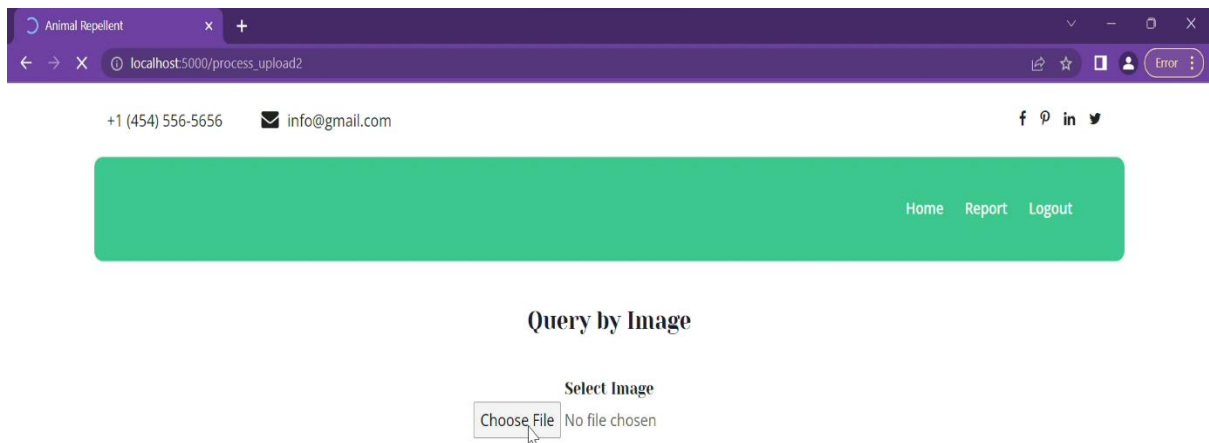 Animal Repellent
localhost:5000/process_upload2
Error
+1 (454) 556-5656 info@gmail.com
Home Report Logout
Query by Image
Select Image
Choose File No file chosen